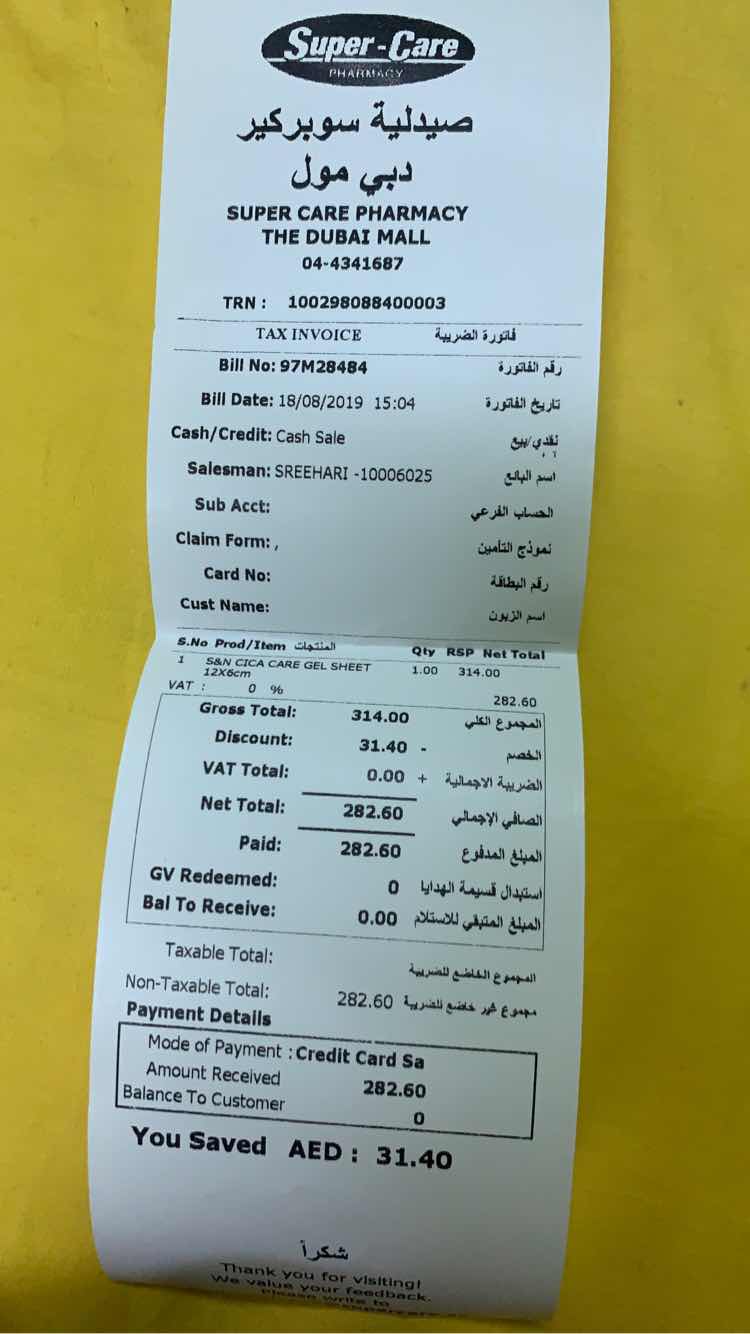 Super-Care
PHARMACY
صيدلية سوبركير
دبي مول
SUPER CARE PHARMACY
THE DUBAI MALL
04-4341687
TRN : 100298088400003
TAX INVOICE فاتورة الضريبة
Bill No: 97M28484 رقم الفاتورة
Bill Date: 18/08/2019 15:04 تاريخ الفاتورة
Cash/Credit: Cash Sale نقدي/بيع
Salesman: SREEHARI -10006025 اسم البائع
Sub Acct: الحساب الفرعي
Claim Form: , نموذج التأمين
Card No: رقم البطاقة
Cust Name: اسم الزبون
S.No Prod/Item المنتجات Qty RSP Net Total
1 S&N CICA CARE GEL SHEET 1.00 314.00
12X6cm
VAT : 0 % 282.60
Gross Total: 314.00 المجموع الكلي
Discount: 31.40 - الخصم
VAT Total: 0.00 + الضريبة الاجمالية
Net Total: 282.60 الصافي الإجمالي
Paid: 282.60 المبلغ المدفوع
GV Redeemed: 0 استبدال قسيمة الهدايا
Bal To Receive: 0.00 المبلغ المتبقي للاستلام
Taxable Total: المجموع الخاضع للضريبة
Non-Taxable Total: 282.60 مجموع غير خاضع للضريبة
Payment Details
Mode of Payment : Credit Card Sa
Amount Received 282.60
Balance To Customer 0
You Saved AED : 31.40
شكراً
Thank you for visiting!
We value your feedback.
Please write to